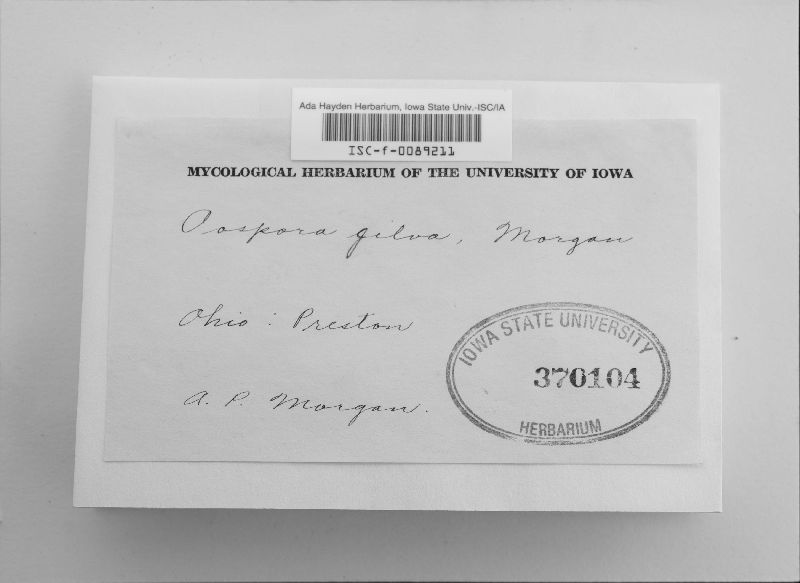 Ada Hayden Herbarium, Iowa State Univ.-ISC/IA
ISC-f-0089211
MYCOLOGICAL HERBARIUM OF THE UNIVERSITY OF IOWA
Oospora gilva, Morgan
Ohio: Preston
A. P. Morgan.
IOWA STATE UNIVERSITY
370104
HERBARIUM